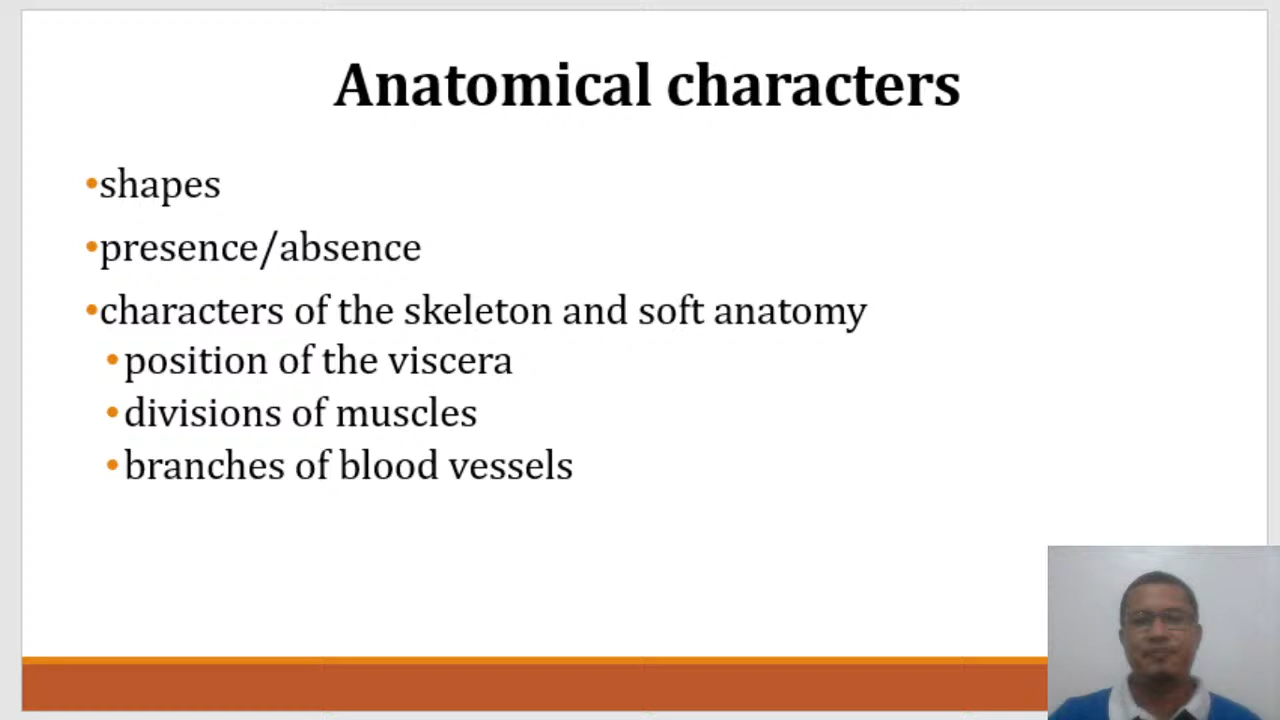 Anatomical characters
•shapes
•presence/absence
•characters of the skeleton and soft anatomy
•position of the viscera
•divisions of muscles
•branches of blood vessels